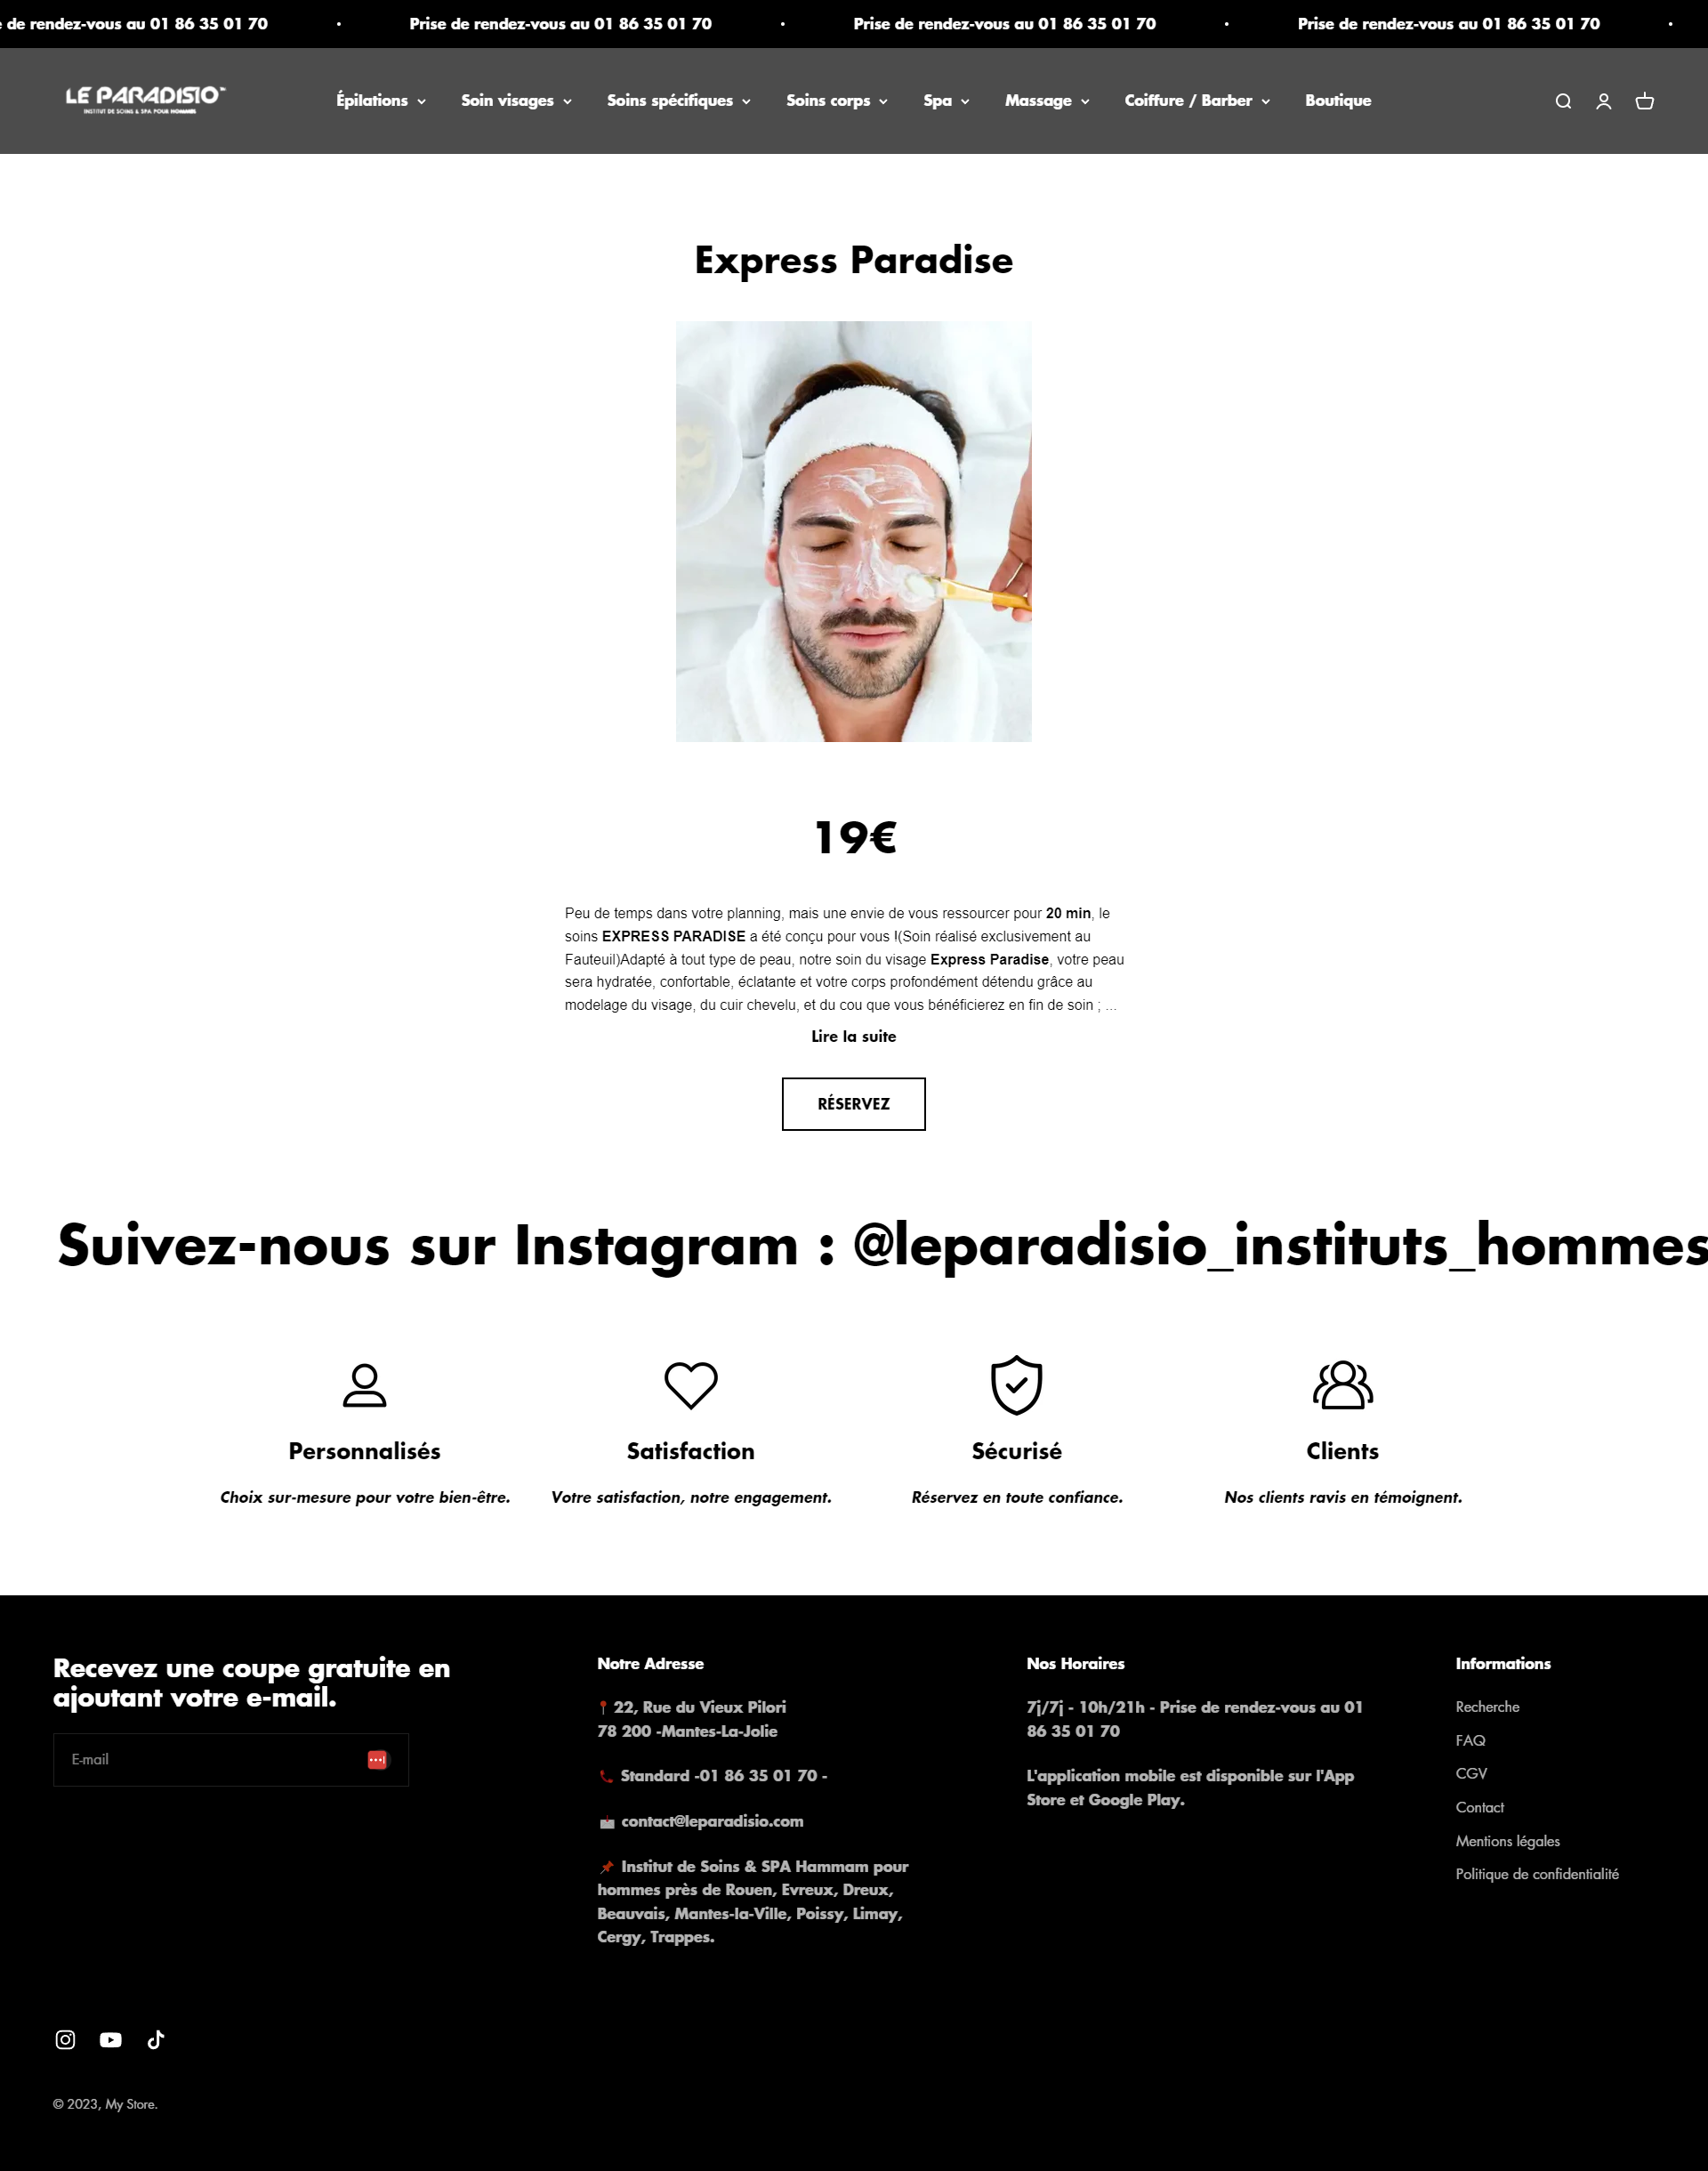 de rendez-vous au 01 86 35 01 70 • Prise de rendez-vous au 01 86 35 01 70 • Prise de rendez-vous au 01 86 35 01 70 • Prise de rendez-vous au 01 86 35 01 70 •
LE PARADISIO™
INSTITUT DE SOINS & SPA POUR HOMMES
Épilations Soin visages Soins spécifiques Soins corps Spa Massage Coiffure / Barber Boutique
Express Paradise
19€
Peu de temps dans votre planning, mais une envie de vous ressourcer pour 20 min, le
soins EXPRESS PARADISE a été conçu pour vous !(Soin réalisé exclusivement au
Fauteuil)Adapté à tout type de peau, notre soin du visage Express Paradise, votre peau
sera hydratée, confortable, éclatante et votre corps profondément détendu grâce au
modelage du visage, du cuir chevelu, et du cou que vous bénéficierez en fin de soin ; ...
Lire la suite
RÉSERVEZ
Suivez-nous sur Instagram : @leparadisio_instituts_hommes
Personnalisés
Choix sur-mesure pour votre bien-être.
Satisfaction
Votre satisfaction, notre engagement.
Sécurisé
Réservez en toute confiance.
Clients
Nos clients ravis en témoignent.
Recevez une coupe gratuite en
ajoutant votre e-mail.
E-mail
Notre Adresse
📍 22, Rue du Vieux Pilori
78 200 -Mantes-La-Jolie
📞 Standard -01 86 35 01 70 -
📩 contact@leparadisio.com
📌 Institut de Soins & SPA Hammam pour
hommes près de Rouen, Evreux, Dreux,
Beauvais, Mantes-la-Ville, Poissy, Limay,
Cergy, Trappes.
Nos Horaires
7j/7j - 10h/21h - Prise de rendez-vous au 01
86 35 01 70
L'application mobile est disponible sur l'App
Store et Google Play.
Informations
Recherche
FAQ
CGV
Contact
Mentions légales
Politique de confidentialité
© 2023, My Store.